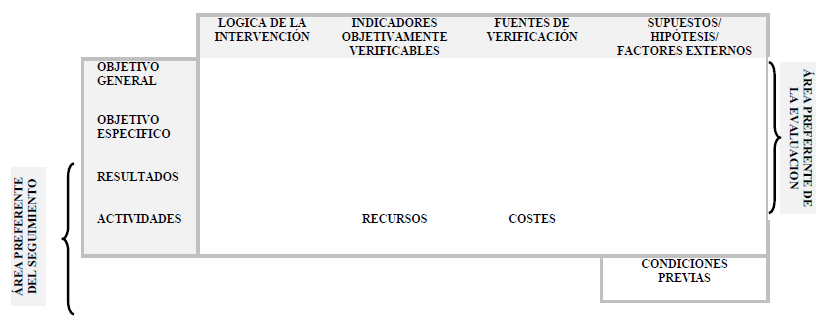 LOGICA DE LA
INTERVENCIÓN
INDICADORES
OBJETIVAMENTE
VERIFICABLES
FUENTES DE
VERIFICACIÓN
SUPUESTOS/
HIPÓTESIS/
FACTORES EXTERNOS
OBJETIVO
GENERAL
OBJETIVO
ESPECIFICO
RESULTADOS
ACTIVIDADES
RECURSOS
COSTES
CONDICIONES
PREVIAS
ÁREA PREFERENTE
DEL SEGUIMIENTO
ÁREA PREFERENTE DE
LA EVALUACION